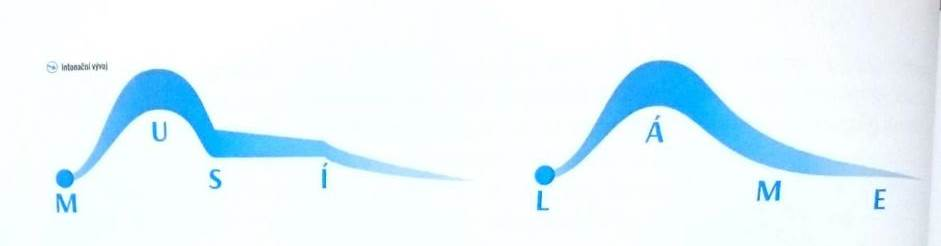 intonační vývoj
M U S Í
L Á M E